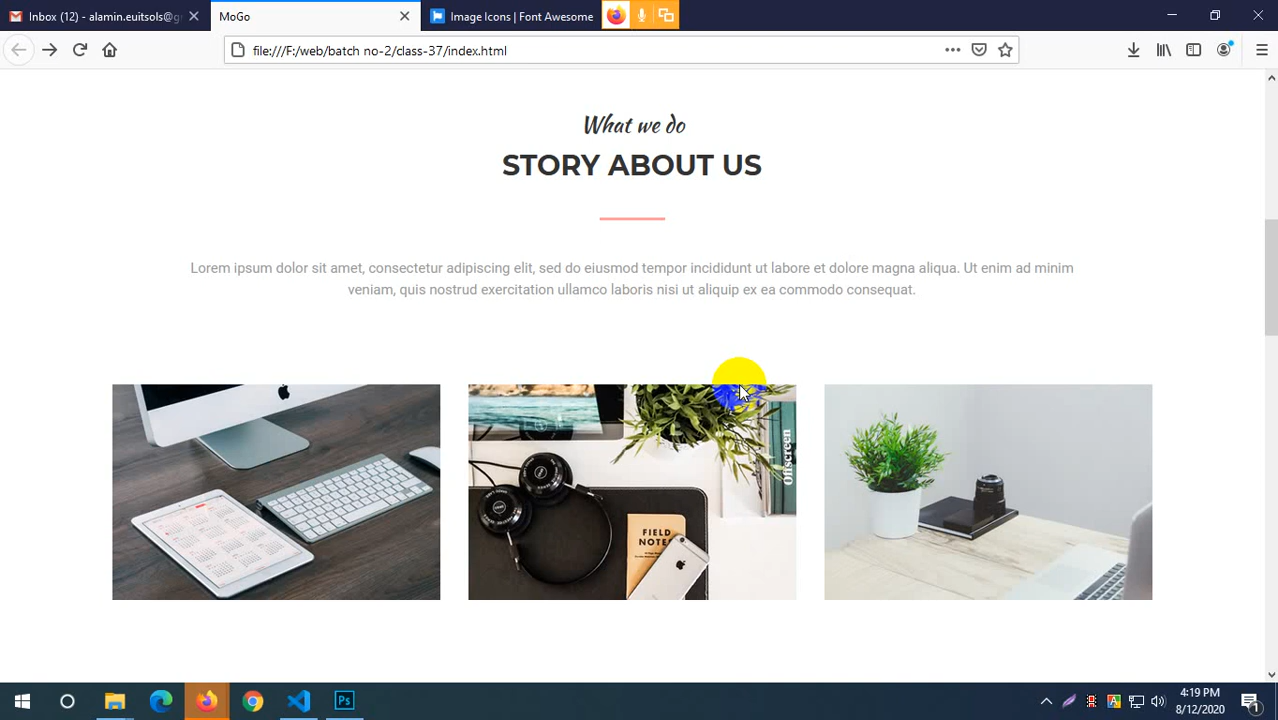 Inbox (12) - alamin.euitsols@g
MoGo
Image Icons | Font Awesome
file:///F:/web/batch no-2/class-37/index.html
What we do
STORY ABOUT US
Lorem ipsum dolor sit amet, consectetur adipiscing elit, sed do eiusmod tempor incididunt ut labore et dolore magna aliqua. Ut enim ad minim
veniam, quis nostrud exercitation ullamco laboris nisi ut aliquip ex ea commodo consequat.
Offscreen
FIELD
NOTE
Ps
4:19 PM
8/12/2020
1